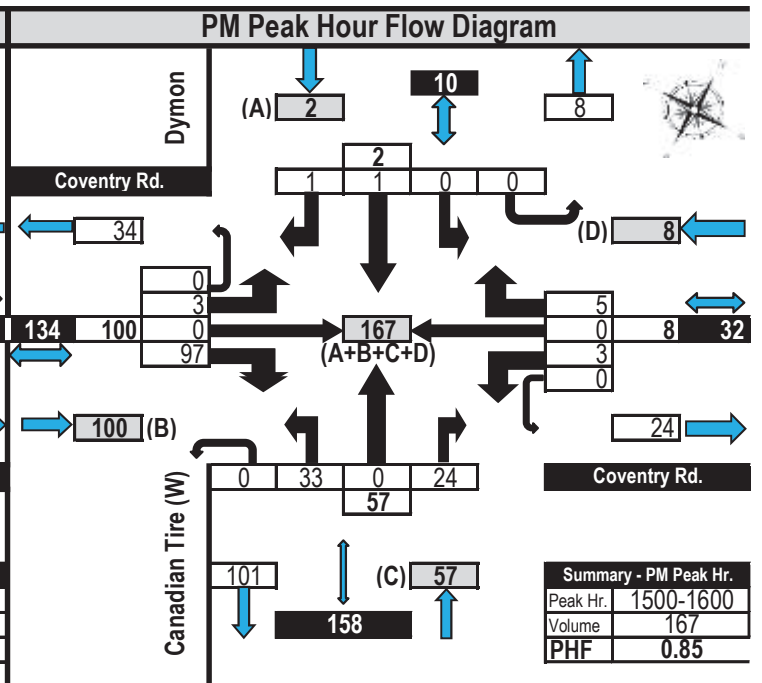 PM Peak Hour Flow Diagram
Dymon
(A) 2
10
8
2
Coventry Rd.
1 1 0 0
34
(D) 8
0
3
0
97
134 100
167
(A+B+C+D)
5
0
3
0
8 32
100 (B)
24
0 33 0 24
57
Coventry Rd.
Canadian Tire (W)
101
(C) 57
158
Summary - PM Peak Hr.
Peak Hr. 1500-1600
Volume 167
PHF 0.85